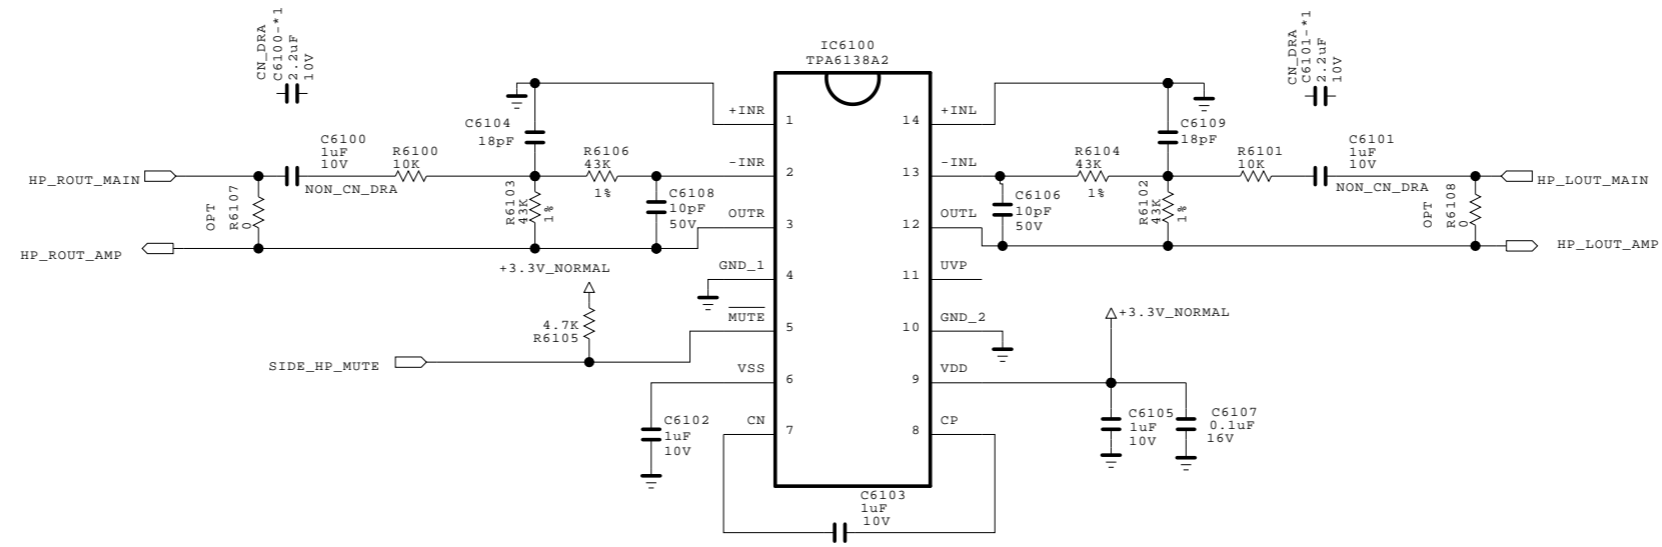 CN_DRA
C6100-*1
2.2uF
10V
IC6100
TPA6138A2
CN_DRA
C6101-*1
2.2uF
10V
C6104
18pF
+INR
1
14
+INL
C6109
18pF
C6100
1uF
10V
NON_CN_DRA
R6100
10K
R6106
43K
1%
-INR
2
13
-INL
R6104
43K
1%
R6101
10K
C6101
1uF
10V
NON_CN_DRA
HP_ROUT_MAIN
HP_LOUT_MAIN
OPT
R6107
0
R6103
43K
1%
C6108
10pF
50V
OUTR
3
12
OUTL
C6106
10pF
50V
R6102
43K
1%
OPT
R6108
0
HP_ROUT_AMP
HP_LOUT_AMP
+3.3V_NORMAL
GND_1
4
11
UVP
4.7K
R6105
MUTE
5
10
GND_2
+3.3V_NORMAL
SIDE_HP_MUTE
VSS
6
9
VDD
C6102
1uF
10V
CN
7
8
CP
C6105
1uF
10V
C6107
0.1uF
16V
C6103
1uF
10V